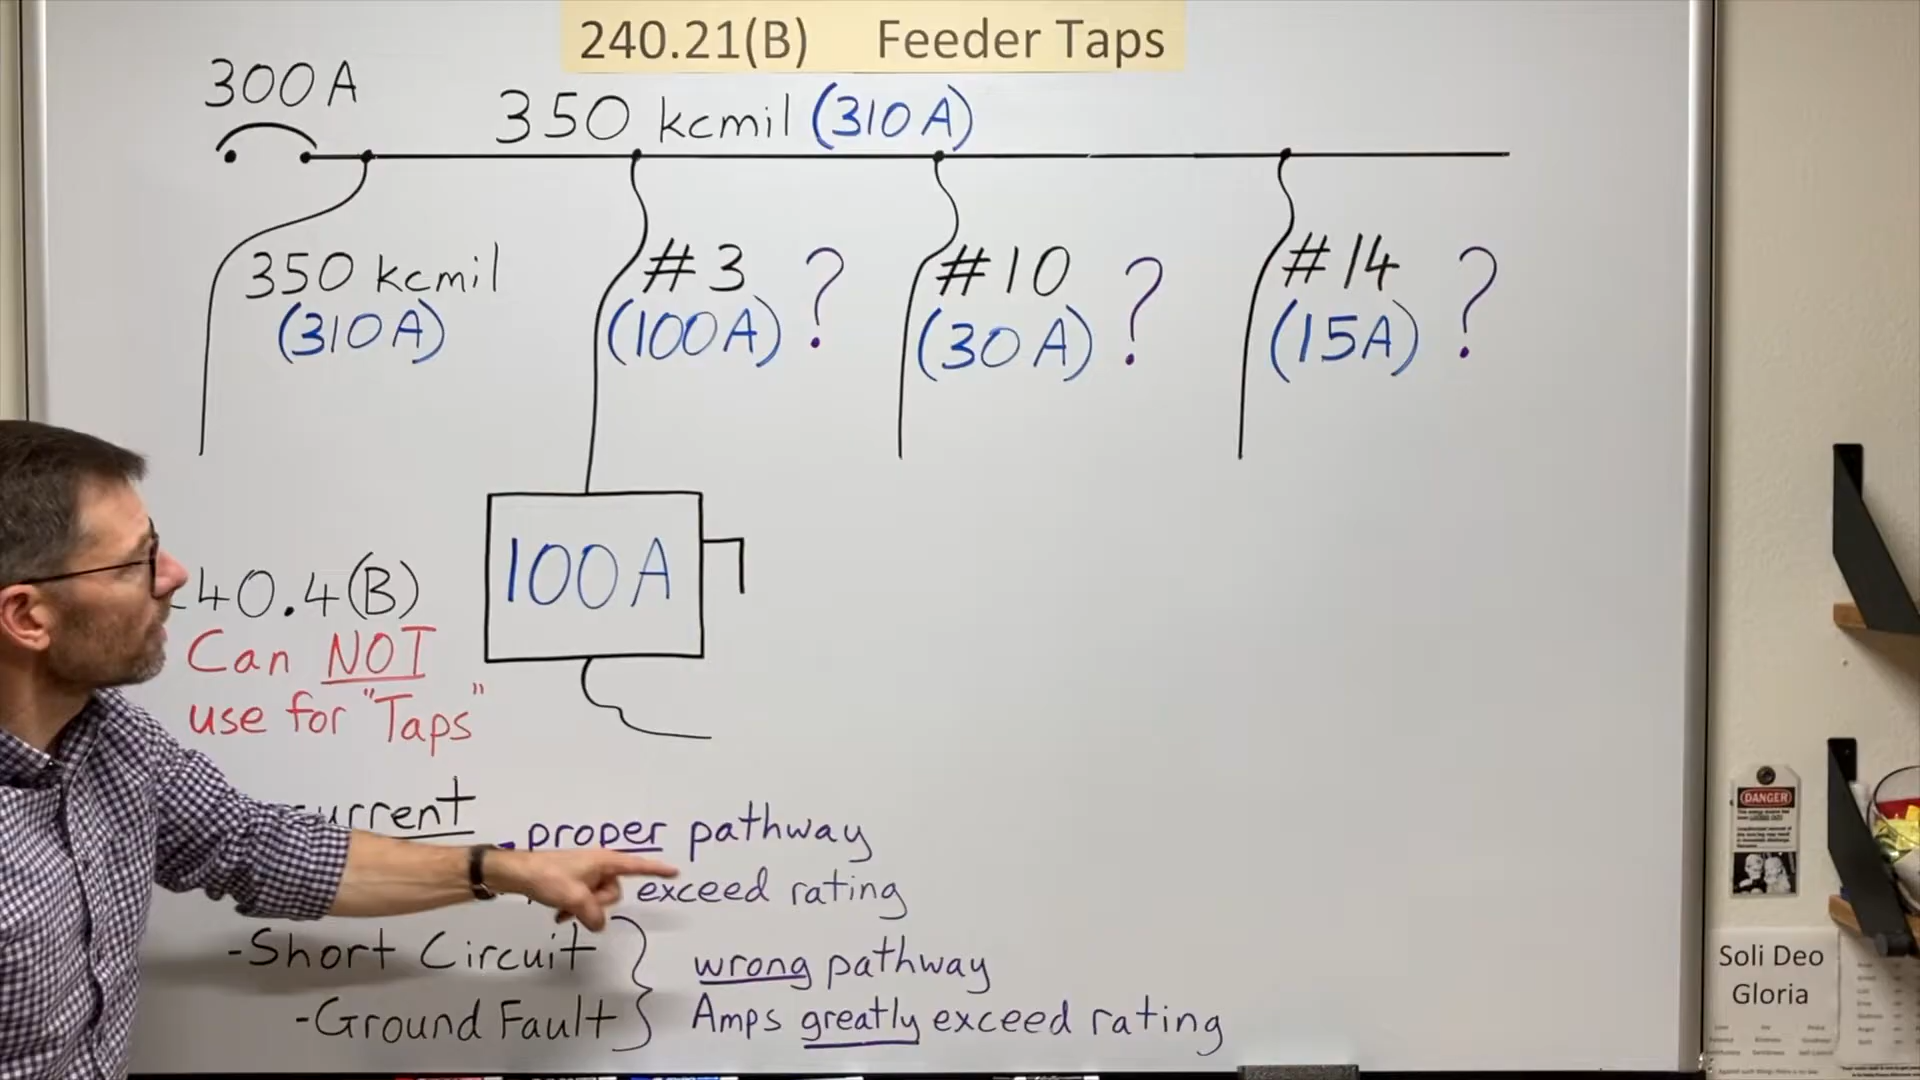 240.21(B) Feeder Taps
300A
350 kcmil (310A)
350 kcmil
(310A)
#3 ?
(100A)
#10 ?
(30A)
#14 ?
(15A)
100A
40.4(B)
Can NOT
use for "Taps"
urrent
- proper pathway
exceed rating
- Short Circuit
- Ground Fault
wrong pathway
Amps greatly exceed rating
DANGER
Soli Deo
Gloria